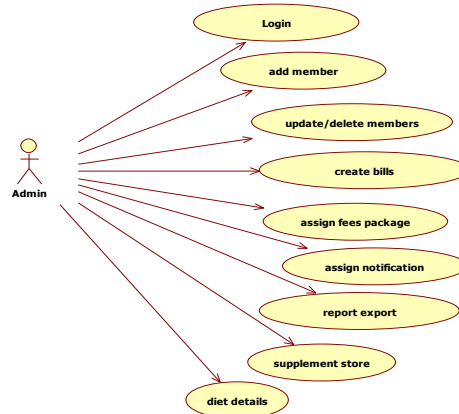 Login
add member
update/delete members
create bills
Admin
assign fees package
assign notification
report export
supplement store
diet details